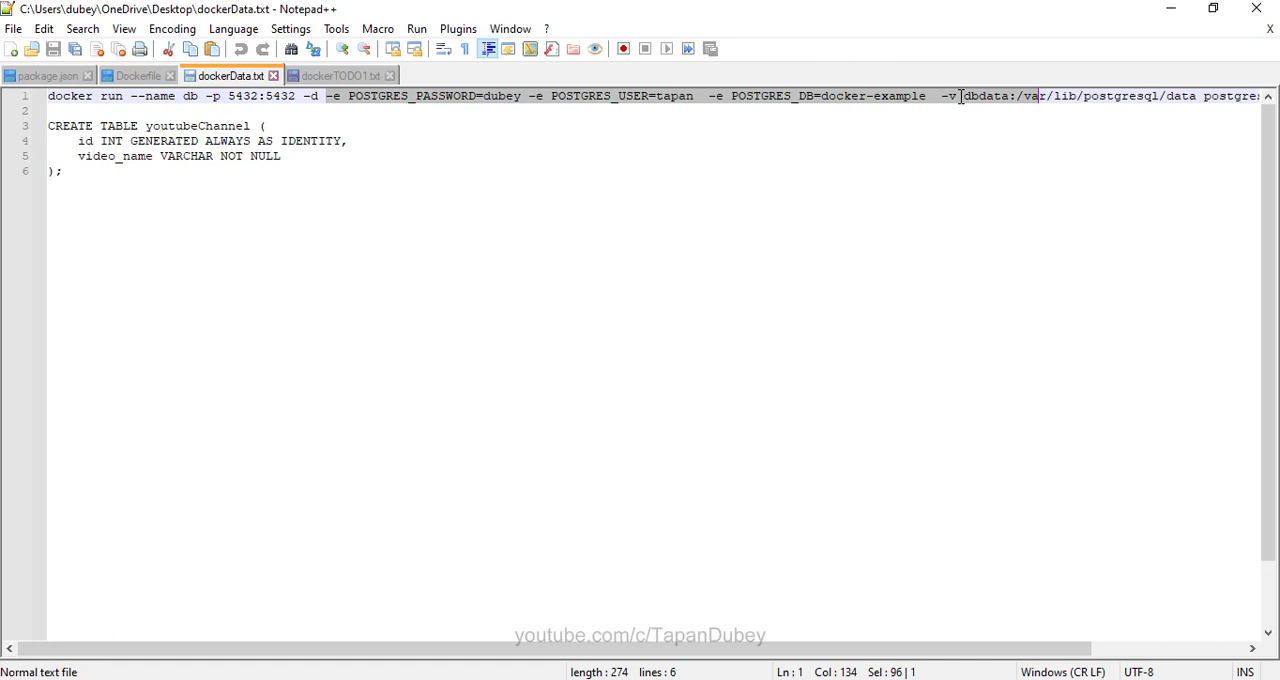 C:\Users\dubey\OneDrive\Desktop\dockerData.txt - Notepad++
File Edit Search View Encoding Language Settings Tools Macro Run Plugins Window ? X
package.json Dockerfile dockerData.txt dockerTODO1.txt
1 docker run --name db -p 5432:5432 -d -e POSTGRES_PASSWORD=dubey -e POSTGRES_USER=tapan -e POSTGRES_DB=docker-example -v dbdata:/var/lib/postgresql/data postgres
2
3 CREATE TABLE youtubeChannel (
4 id INT GENERATED ALWAYS AS IDENTITY,
5 video_name VARCHAR NOT NULL
6 );
youtube.com/c/TapanDubey
Normal text file length : 274 lines : 6 Ln : 1 Col : 134 Sel : 96 | 1 Windows (CR LF) UTF-8 INS